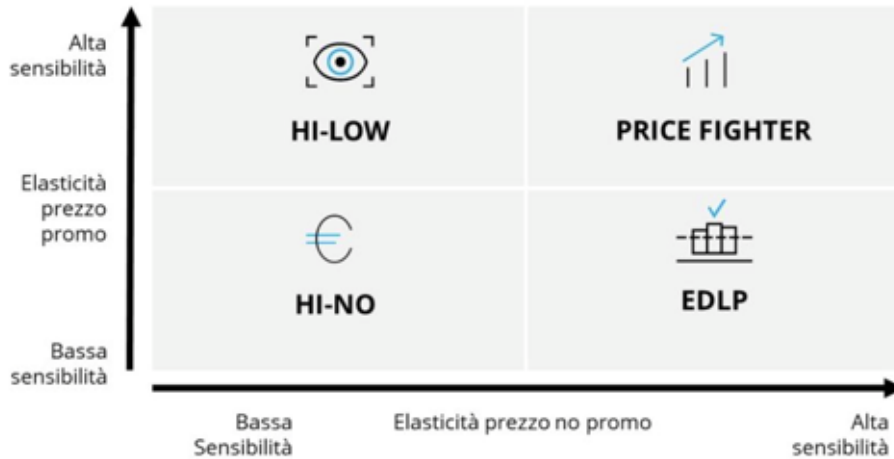 Alta
sensibilità
HI-LOW
PRICE FIGHTER
Elasticità
prezzo
promo
HI-NO
EDLP
Bassa
sensibilità
Bassa
Sensibilità
Elasticità prezzo no promo
Alta
sensibilità